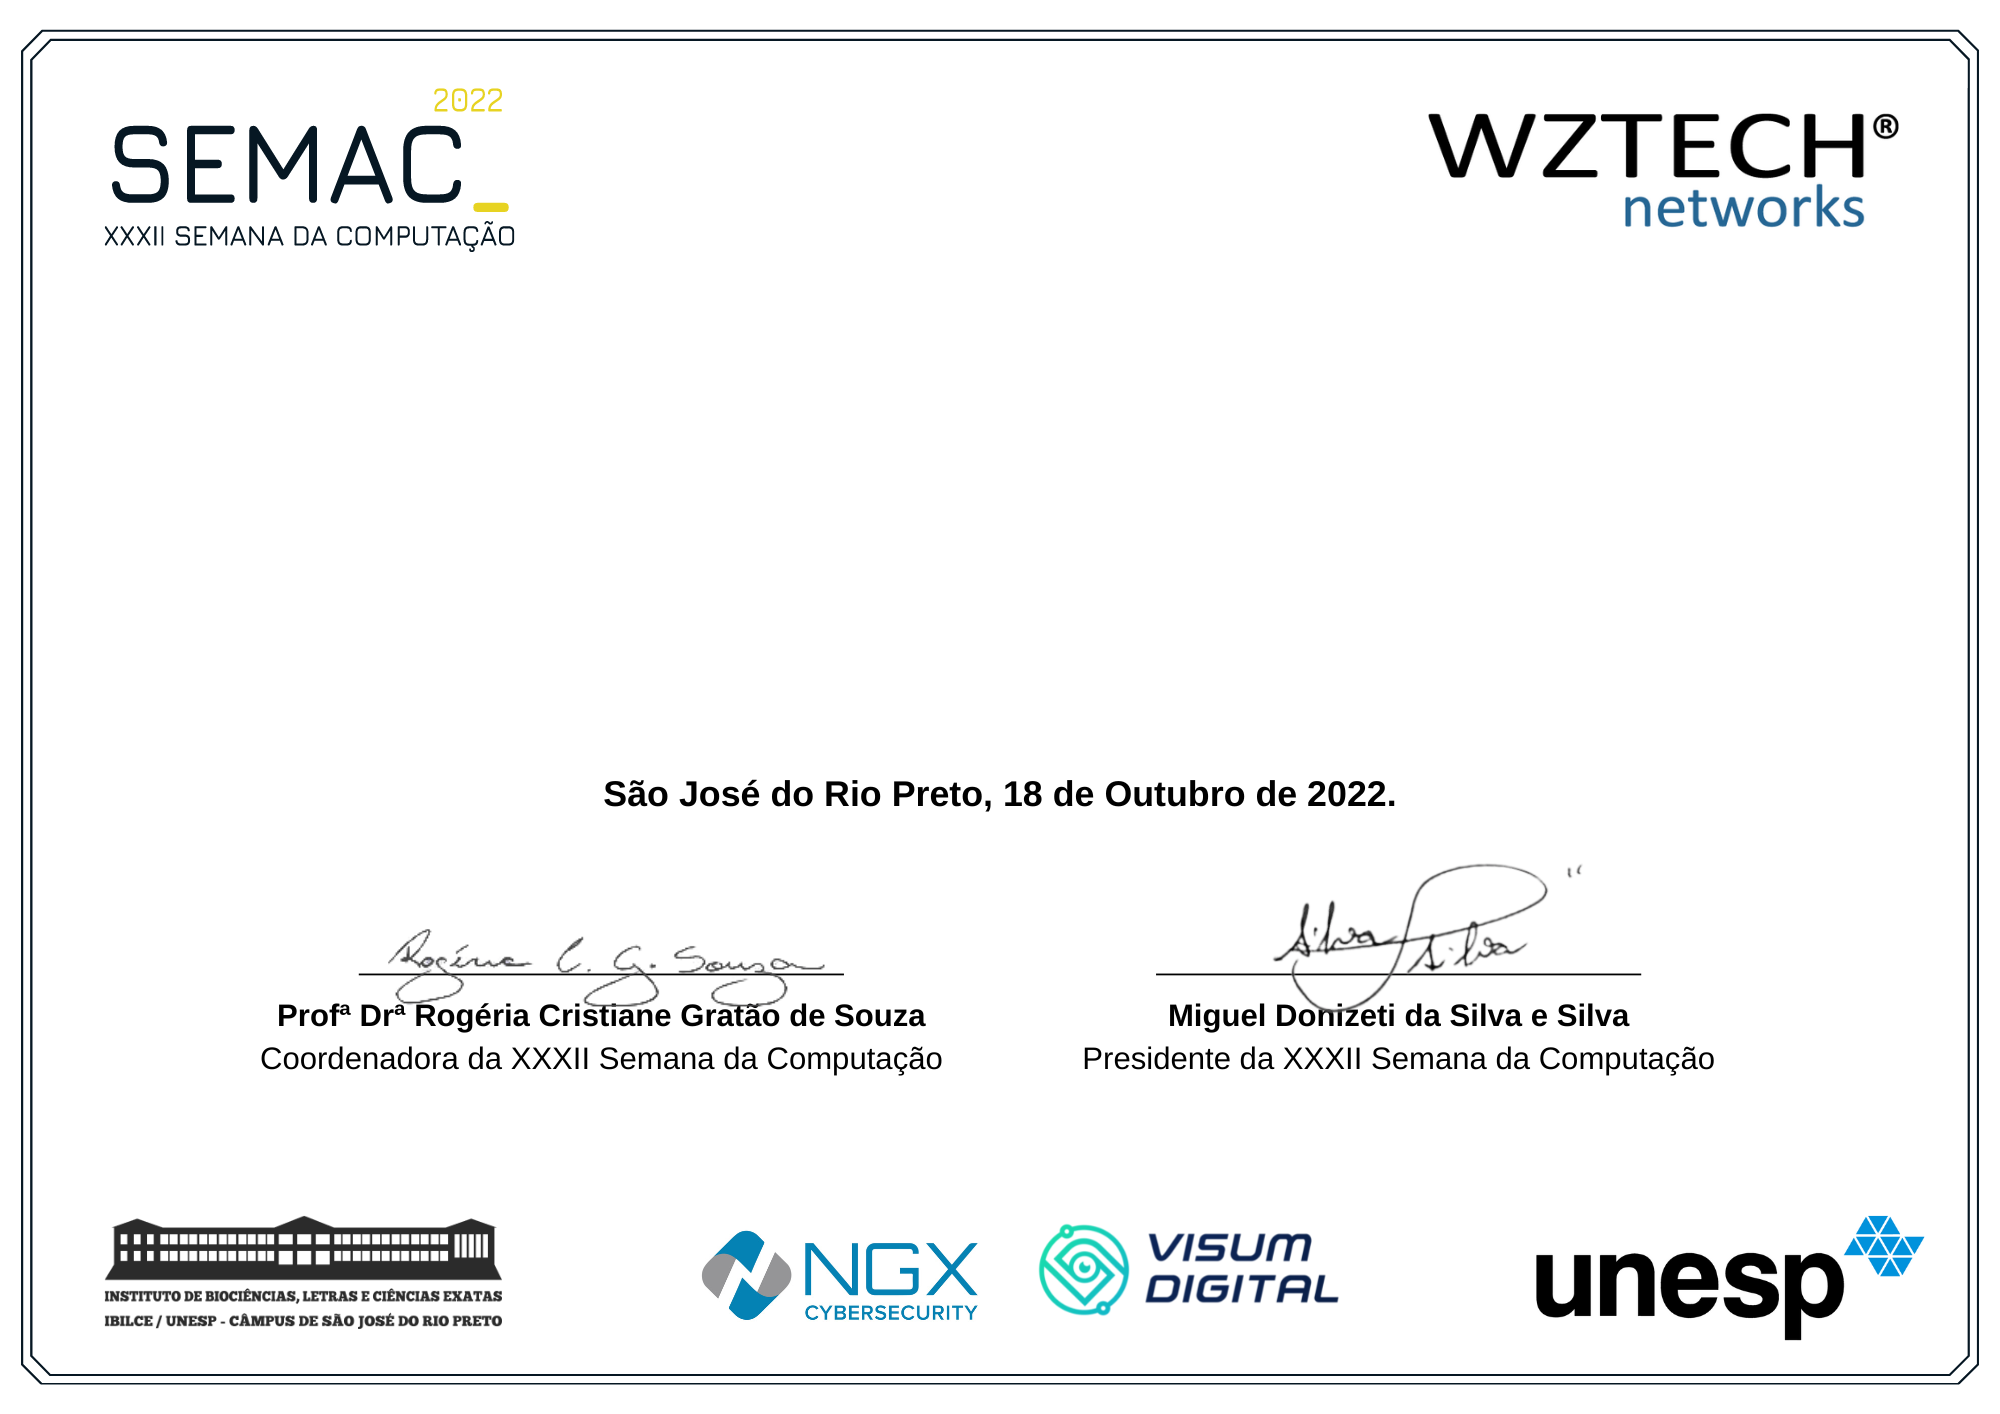 2022
SEMAC_
XXXII SEMANA DA COMPUTAÇÃO
WZTECH®
networks
São José do Rio Preto, 18 de Outubro de 2022.
Rogéria C. G. Souza
Silva Silva
Profª Drª Rogéria Cristiane Gratão de Souza
Coordenadora da XXXII Semana da Computação
Miguel Donizeti da Silva e Silva
Presidente da XXXII Semana da Computação
INSTITUTO DE BIOCIÊNCIAS, LETRAS E CIÊNCIAS EXATAS
IBILCE / UNESP - CÂMPUS DE SÃO JOSÉ DO RIO PRETO
NGX
CYBERSECURITY
VISUM
DIGITAL
unesp